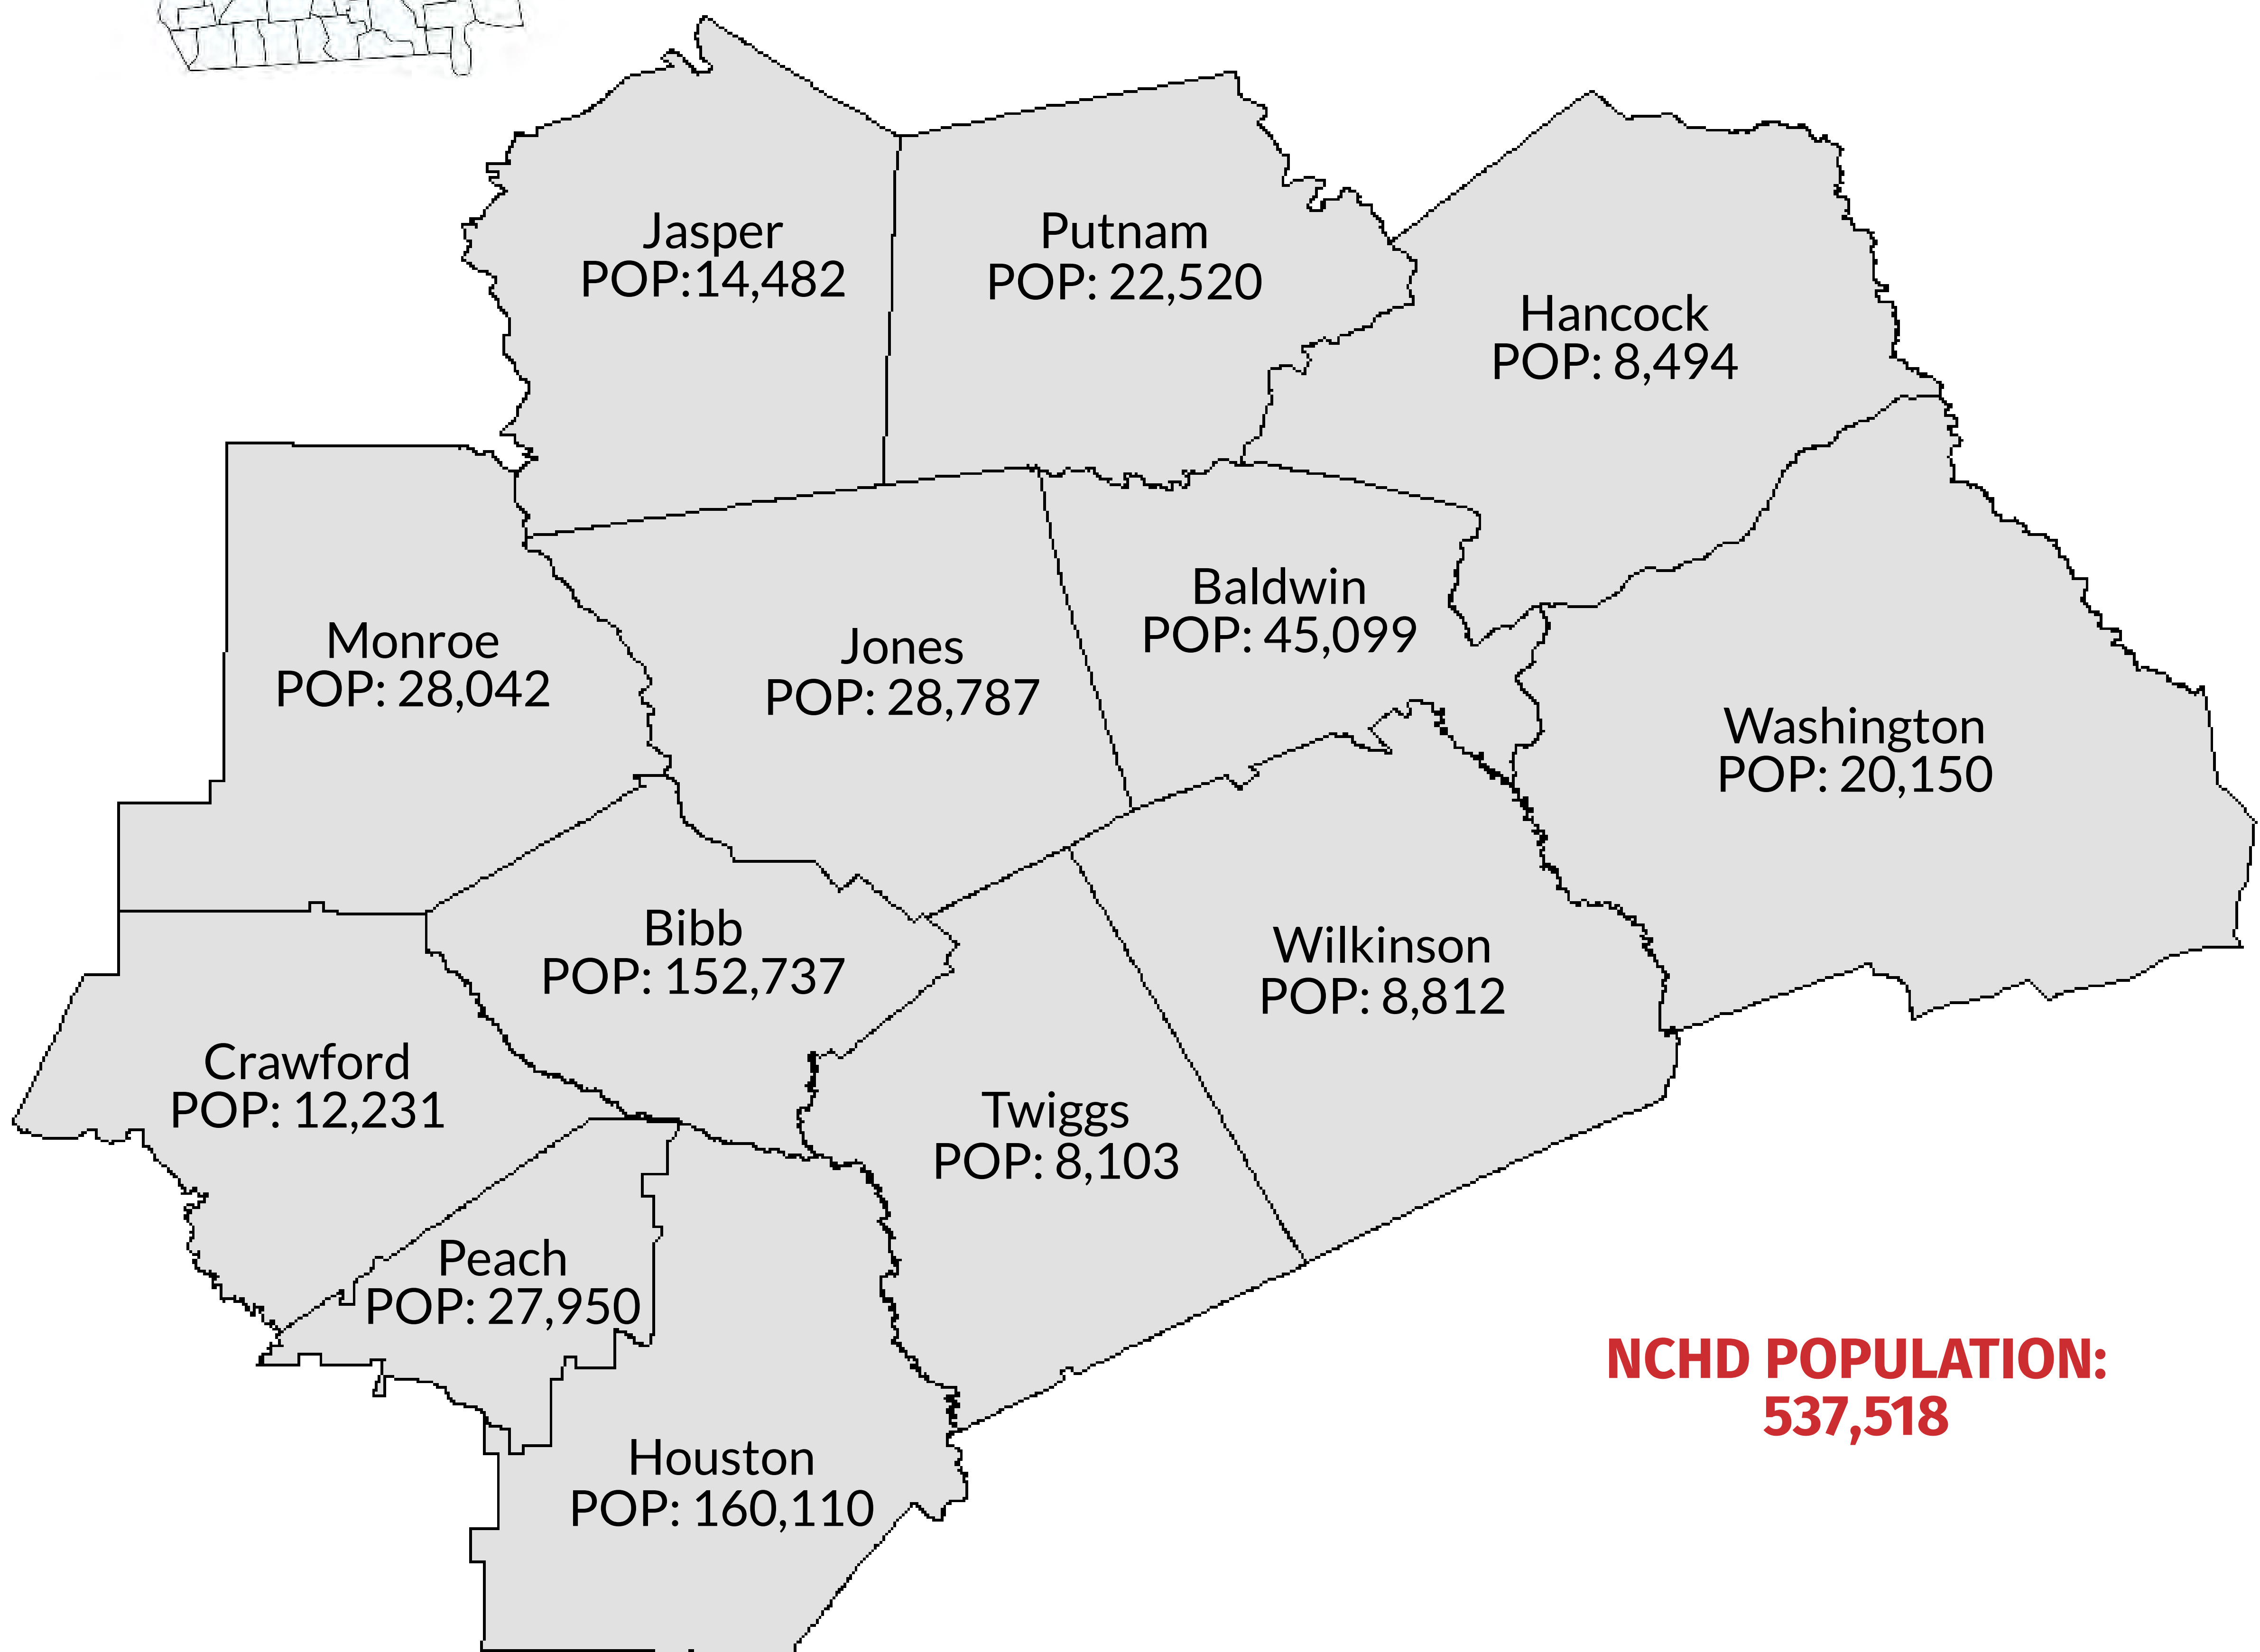 Jasper
POP:14,482
Putnam
POP: 22,520
Hancock
POP: 8,494
Monroe
POP: 28,042
Jones
POP: 28,787
Baldwin
POP: 45,099
Washington
POP: 20,150
Bibb
POP: 152,737
Wilkinson
POP: 8,812
Crawford
POP: 12,231
Twiggs
POP: 8,103
Peach
POP: 27,950
Houston
POP: 160,110
NCHD POPULATION:
537,518